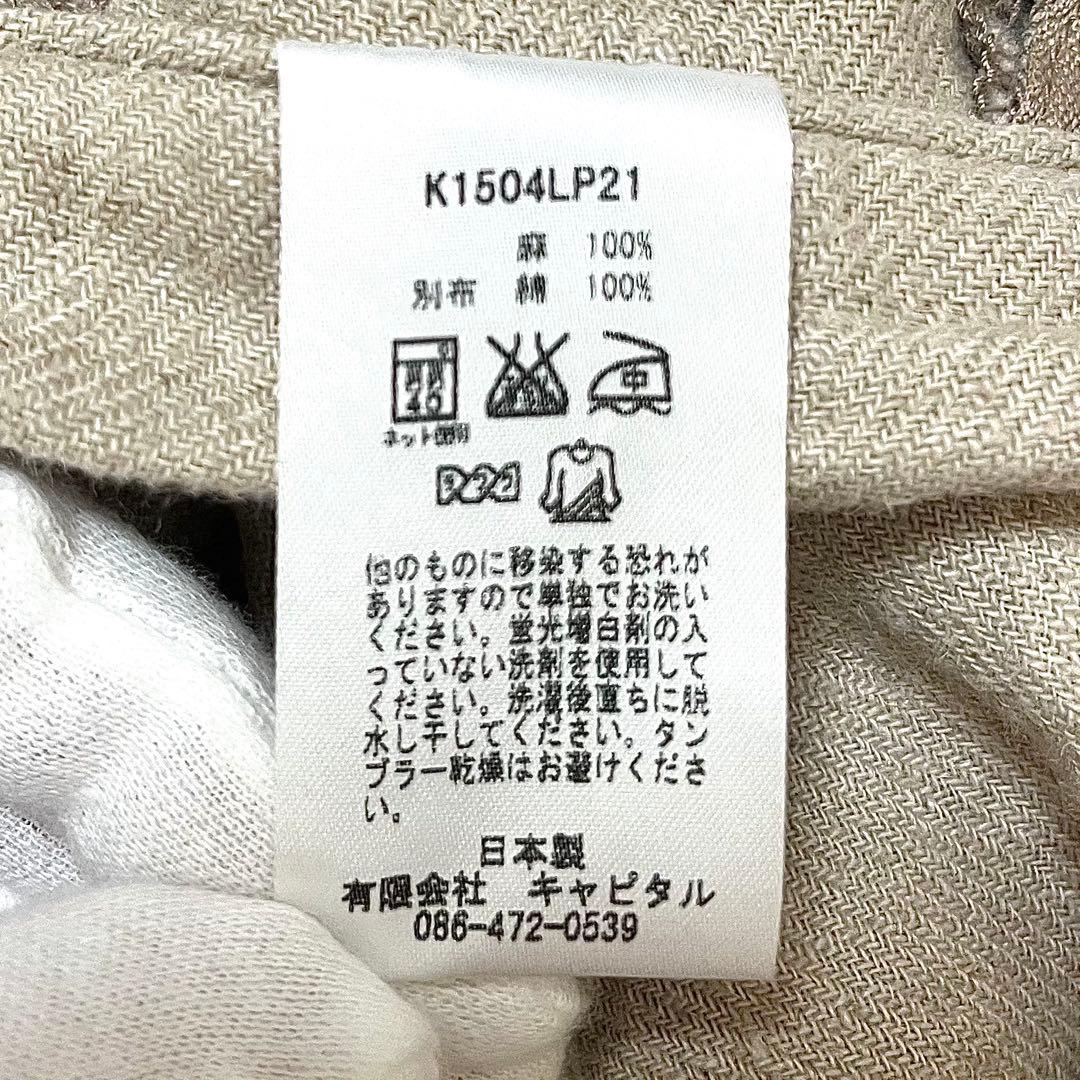 K1504LP21
麻 100%
別布 綿 100%
40
ネット使用
中
他のものに移染する恐れが
ありますので単独でお洗い
ください。蛍光増白剤の入
っていない洗剤を使用して
ください。洗濯後直ちに脱
水し干してください。タン
ブラー乾燥はお避けくださ
い。
日本製
有限会社 キャピタル
086-472-0539